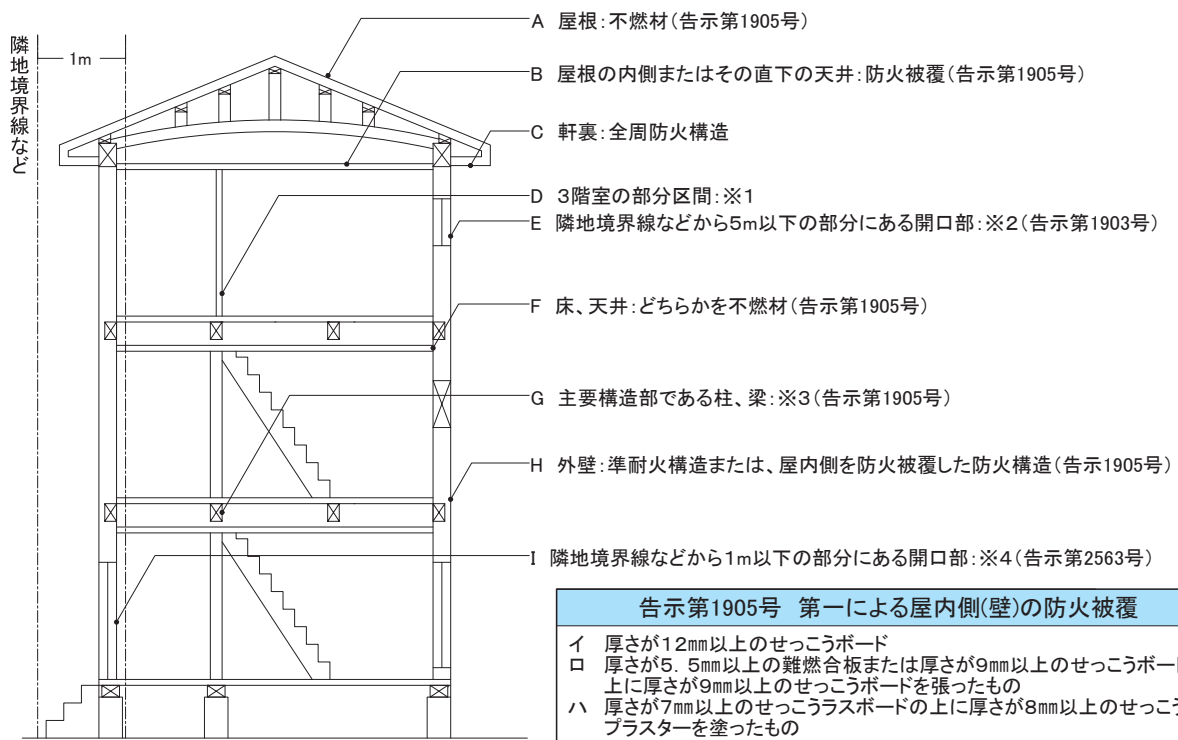 隣地境界線など
1m
A 屋根:不燃材(告示第1905号)
B 屋根の内側またはその直下の天井:防火被覆(告示第1905号)
C 軒裏:全周防火構造
D 3階室の部分区間:※1
E 隣地境界線などから5m以下の部分にある開口部:※2(告示第1903号)
F 床、天井:どちらかを不燃材(告示第1905号)
G 主要構造部である柱、梁:※3(告示第1905号)
H 外壁:準耐火構造または、屋内側を防火被覆した防火構造(告示1905号)
I 隣地境界線などから1m以下の部分にある開口部:※4(告示第2563号)
告示第1905号 第一による屋内側(壁)の防火被覆
イ 厚さが12㎜以上のせっこうボード
ロ 厚さが5.5㎜以上の難燃合板または厚さが9㎜以上のせっこうボード
上に厚さが9㎜以上のせっこうボードを張ったもの
ハ 厚さが7㎜以上のせっこうラスボードの上に厚さが8㎜以上のせっこう
プラスターを塗ったもの